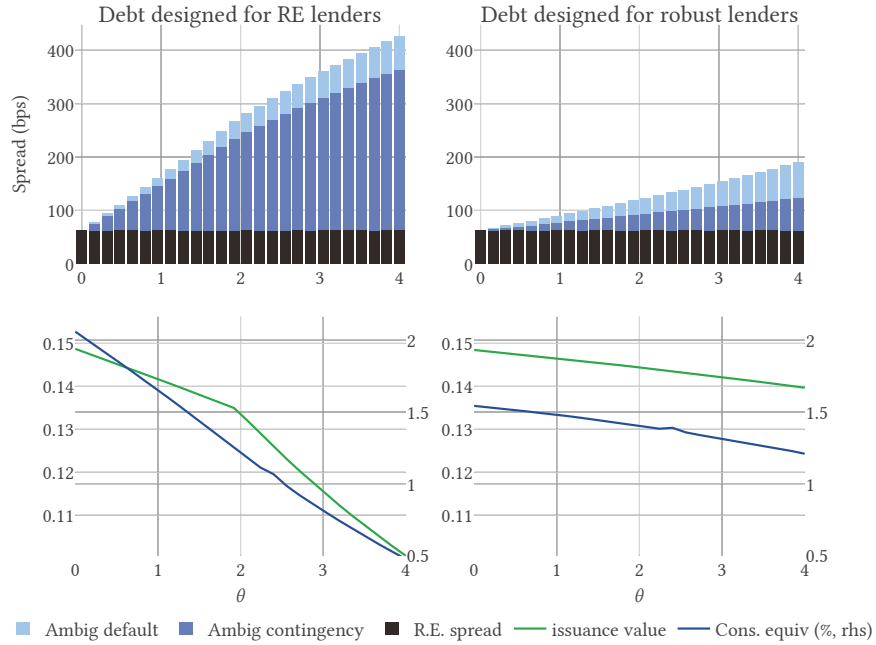 Debt designed for RE lenders
Debt designed for robust lenders
Spread (bps)
400
300
200
100
0
0 1 2 3 4
400
300
200
100
0
0 1 2 3 4
0.15
0.14
0.13
0.12
0.11
2
1.5
1
0.5
0 1 2 3 4
θ
0.15
0.14
0.13
0.12
0.11
2
1.5
1
0.5
0 1 2 3 4
θ
Ambig default Ambig contingency R.E. spread issuance value Cons. equiv (%, rhs)